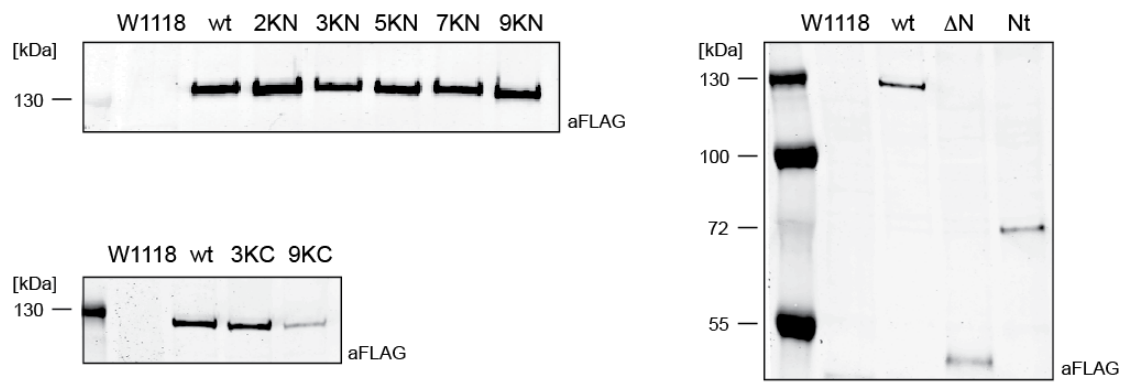 W1118 wt 2KN 3KN 5KN 7KN 9KN
[kDa]
130
aFLAG
W1118 wt 3KC 9KC
[kDa]
130
aFLAG
W1118 wt ΔN Nt
[kDa]
130
100
72
55
aFLAG